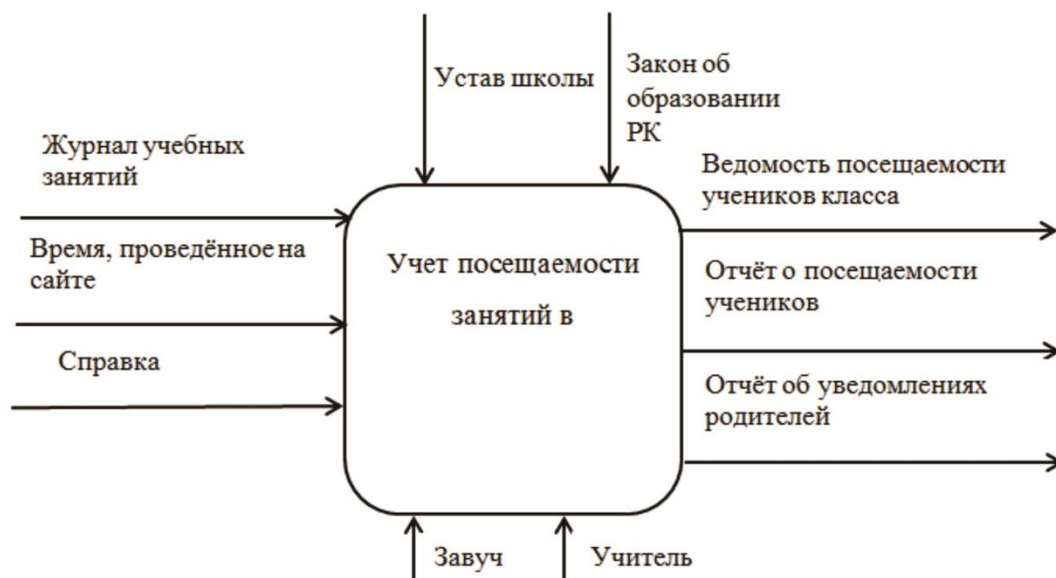 Устав школы
Закон об
образовании
РК
Журнал учебных
занятий
Время, проведённое на
сайте
Справка
Учет посещаемости
занятий в
Ведомость посещаемости
учеников класса
Отчёт о посещаемости
учеников
Отчёт об уведомлениях
родителей
Завуч
Учитель